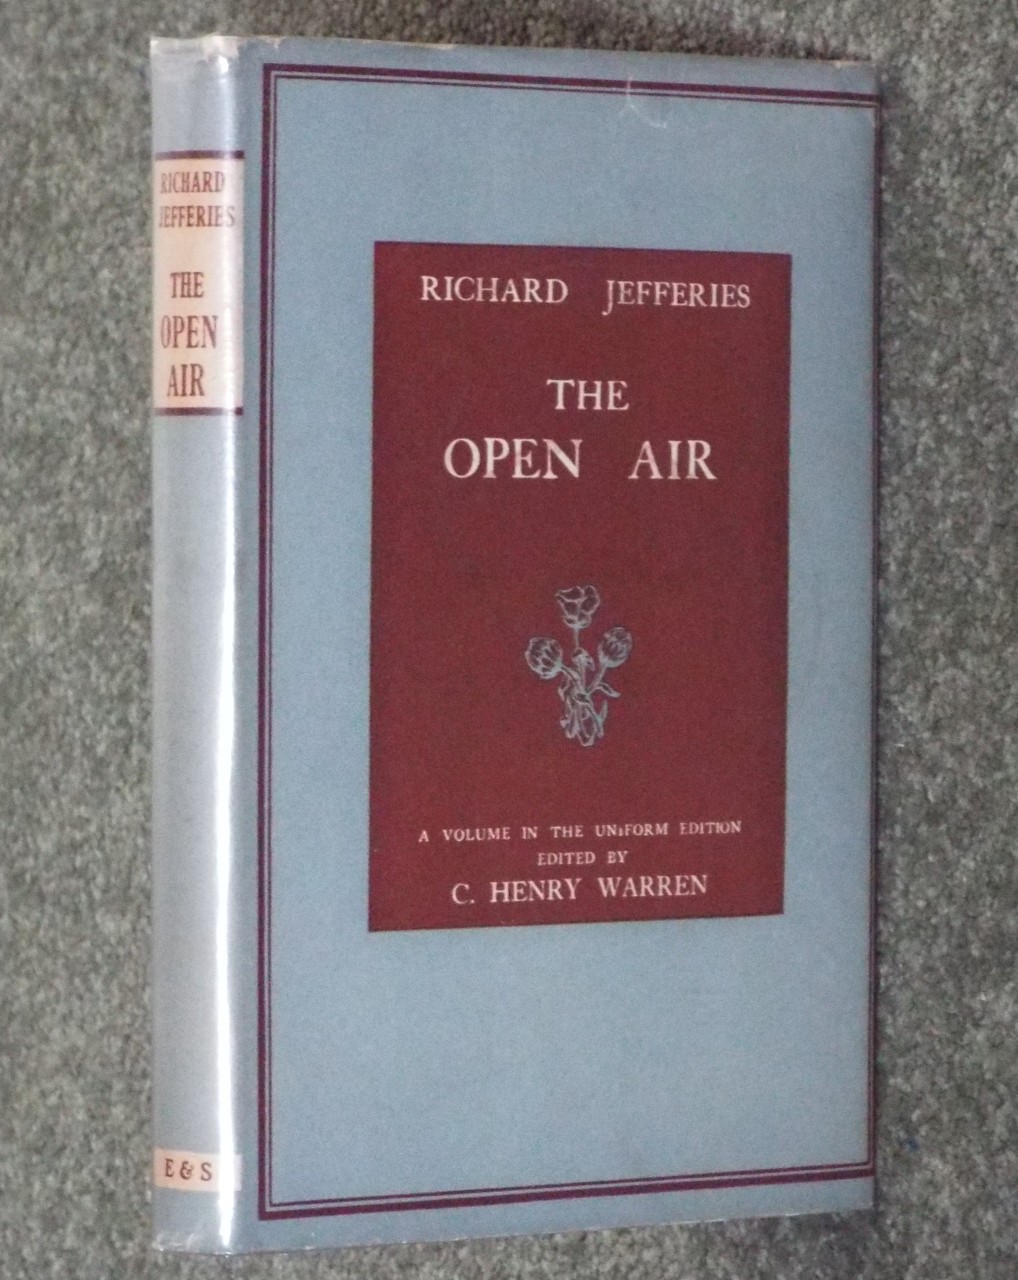 RICHARD
JEFFERIES
THE
OPEN
AIR
E & S
RICHARD JEFFERIES
THE
OPEN AIR
A VOLUME IN THE UNIFORM EDITION
EDITED BY
C. HENRY WARREN